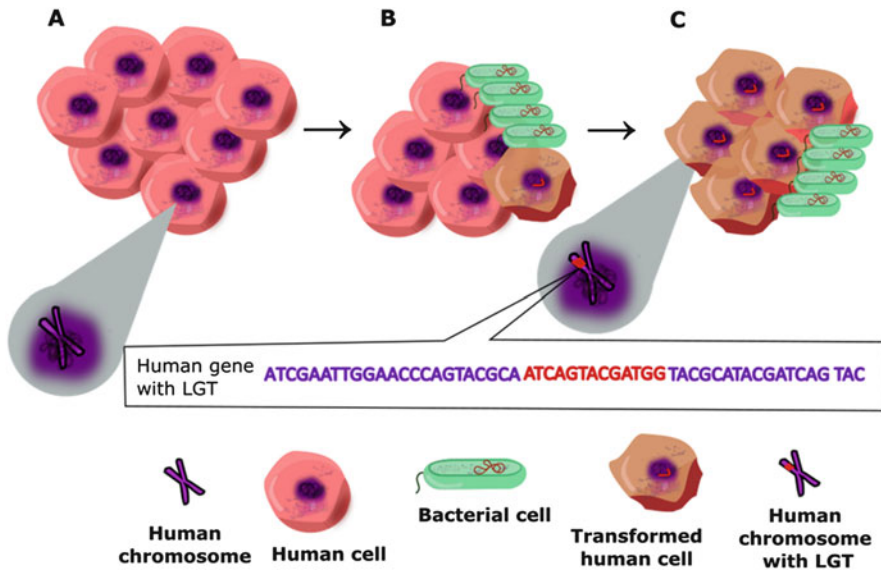 A
B
C
Human gene
with LGT
ATCGAATTGGAACCCAGTACGCA ATCAGTACGATGG TACGCATACGATCAG TAC
Human
chromosome
Human cell
Bacterial cell
Transformed
human cell
Human
chromosome
with LGT